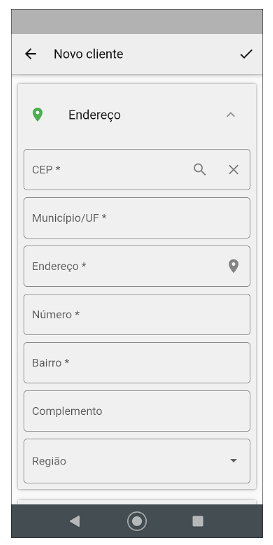 Novo cliente
Endereço
CEP *
Município/UF *
Endereço *
Número *
Bairro *
Complemento
Região